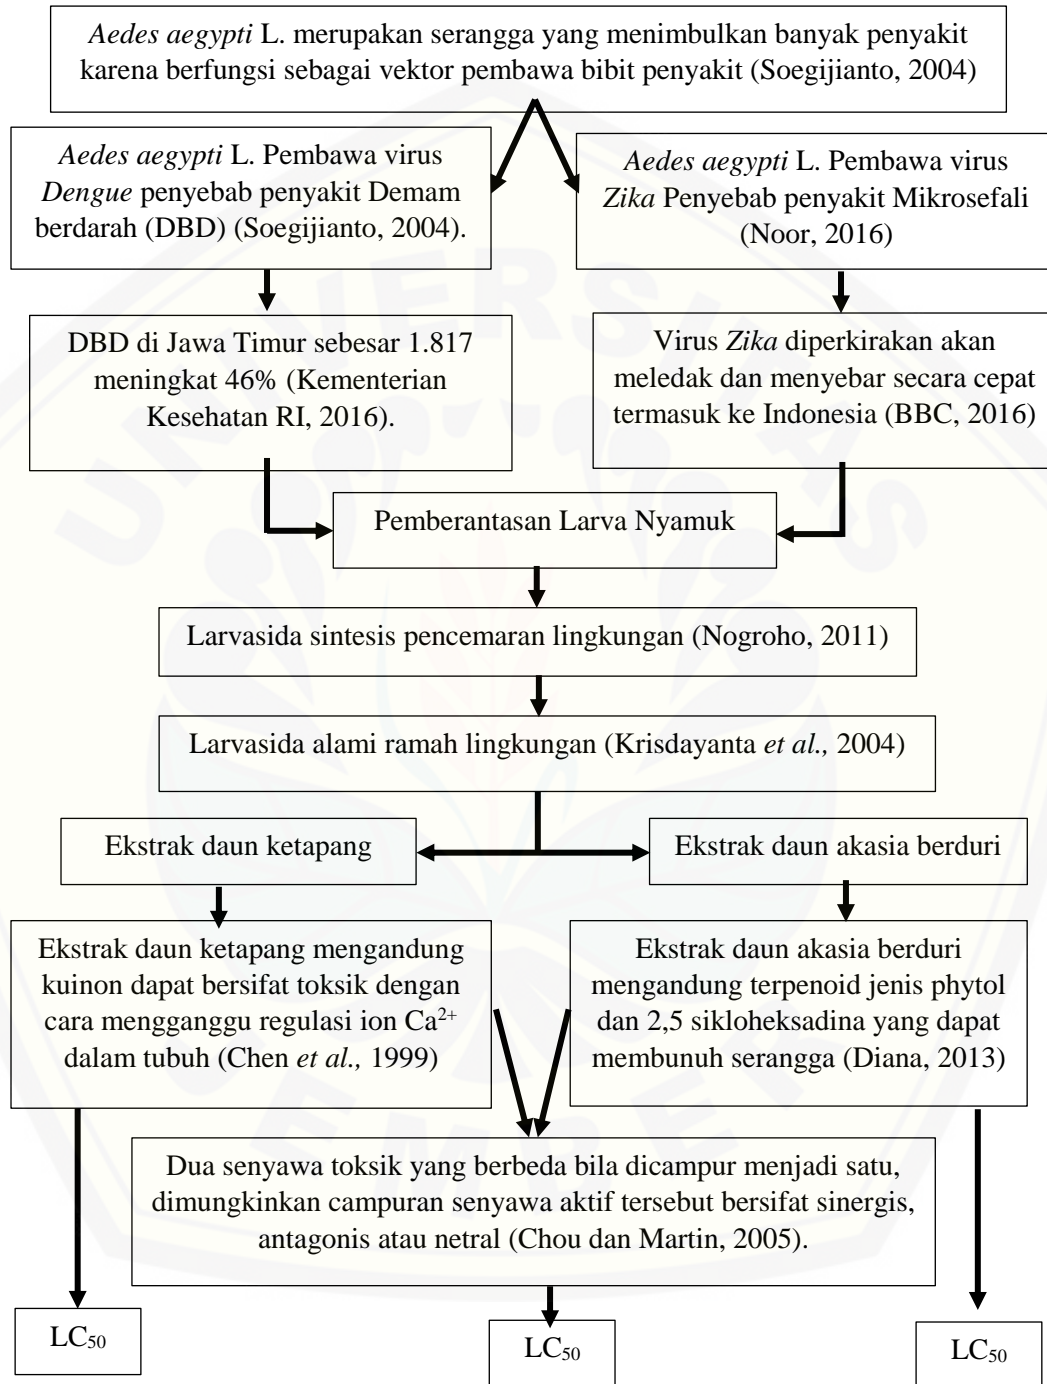 Aedes aegypti L. merupakan serangga yang menimbulkan banyak penyakit
karena berfungsi sebagai vektor pembawa bibit penyakit (Soegijianto, 2004)
Aedes aegypti L. Pembawa virus
Dengue penyebab penyakit Demam
berdarah (DBD) (Soegijianto, 2004).
Aedes aegypti L. Pembawa virus
Zika Penyebab penyakit Mikrosefali
(Noor, 2016)
DBD di Jawa Timur sebesar 1.817
meningkat 46% (Kementerian
Kesehatan RI, 2016).
Virus Zika diperkirakan akan
meledak dan menyebar secara cepat
termasuk ke Indonesia (BBC, 2016)
Pemberantasan Larva Nyamuk
Larvasida sintesis pencemaran lingkungan (Nogroho, 2011)
Larvasida alami ramah lingkungan (Krisdayanta et al., 2004)
Ekstrak daun ketapang
Ekstrak daun akasia berduri
Ekstrak daun ketapang mengandung
kuinon dapat bersifat toksik dengan
cara mengganggu regulasi ion Ca²⁺
dalam tubuh (Chen et al., 1999)
Ekstrak daun akasia berduri
mengandung terpenoid jenis phytol
dan 2,5 sikloheksadina yang dapat
membunuh serangga (Diana, 2013)
Dua senyawa toksik yang berbeda bila dicampur menjadi satu,
dimungkinkan campuran senyawa aktif tersebut bersifat sinergis,
antagonis atau netral (Chou dan Martin, 2005).
LC₅₀
LC₅₀
LC₅₀
UNIVERSITAS
JEMBER